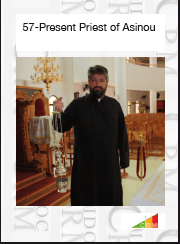 57-Present Priest of Asinou